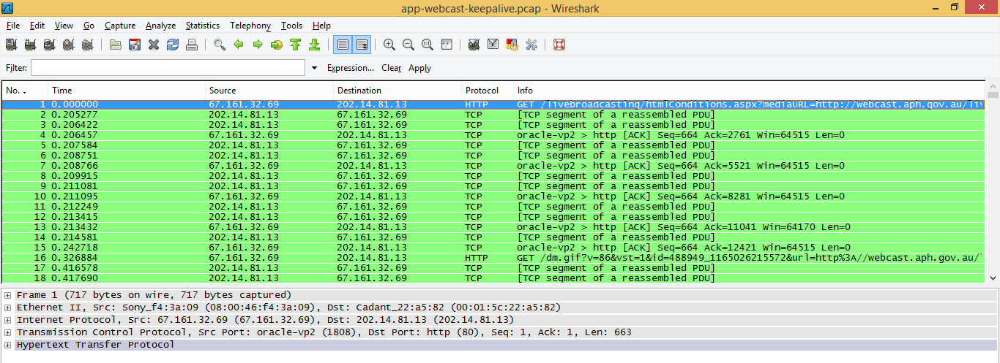 app-webcast-keepalive.pcap - Wireshark
File Edit View Go Capture Analyze Statistics Telephony Tools Help
Filter: Expression... Clear Apply
No. Time Source Destination Protocol Info
1 0.000000 67.161.32.69 202.14.81.13 HTTP GET /livebroadcasting/htmlConditions.aspx?mediaURL=http://webcast.aph.gov.au/liv
2 0.205277 202.14.81.13 67.161.32.69 TCP [TCP segment of a reassembled PDU]
3 0.206422 202.14.81.13 67.161.32.69 TCP [TCP segment of a reassembled PDU]
4 0.206457 67.161.32.69 202.14.81.13 TCP oracle-vp2 > http [ACK] Seq=664 Ack=2761 Win=64515 Len=0
5 0.207584 202.14.81.13 67.161.32.69 TCP [TCP segment of a reassembled PDU]
6 0.208751 202.14.81.13 67.161.32.69 TCP [TCP segment of a reassembled PDU]
7 0.208766 67.161.32.69 202.14.81.13 TCP oracle-vp2 > http [ACK] Seq=664 Ack=5521 Win=64515 Len=0
8 0.209915 202.14.81.13 67.161.32.69 TCP [TCP segment of a reassembled PDU]
9 0.211081 202.14.81.13 67.161.32.69 TCP [TCP segment of a reassembled PDU]
10 0.211095 67.161.32.69 202.14.81.13 TCP oracle-vp2 > http [ACK] Seq=664 Ack=8281 Win=64515 Len=0
11 0.212249 202.14.81.13 67.161.32.69 TCP [TCP segment of a reassembled PDU]
12 0.213415 202.14.81.13 67.161.32.69 TCP [TCP segment of a reassembled PDU]
13 0.213432 67.161.32.69 202.14.81.13 TCP oracle-vp2 > http [ACK] Seq=664 Ack=11041 Win=64170 Len=0
14 0.214581 202.14.81.13 67.161.32.69 TCP [TCP segment of a reassembled PDU]
15 0.242718 67.161.32.69 202.14.81.13 TCP oracle-vp2 > http [ACK] Seq=664 Ack=12421 Win=64515 Len=0
16 0.326884 67.161.32.69 202.14.81.13 HTTP GET /dm.gif?v=86&vst=1&id=488949_1165026215572&url=http%3A//webcast.aph.gov.au/l
17 0.416578 202.14.81.13 67.161.32.69 TCP [TCP segment of a reassembled PDU]
18 0.417690 202.14.81.13 67.161.32.69 TCP [TCP segment of a reassembled PDU]
Frame 1 (717 bytes on wire, 717 bytes captured)
Ethernet II, Src: Sony_f4:3a:09 (08:00:46:f4:3a:09), Dst: Cadant_22:a5:82 (00:01:5c:22:a5:82)
Internet Protocol, Src: 67.161.32.69 (67.161.32.69), Dst: 202.14.81.13 (202.14.81.13)
Transmission Control Protocol, Src Port: oracle-vp2 (1808), Dst Port: http (80), Seq: 1, Ack: 1, Len: 663
Hypertext Transfer Protocol